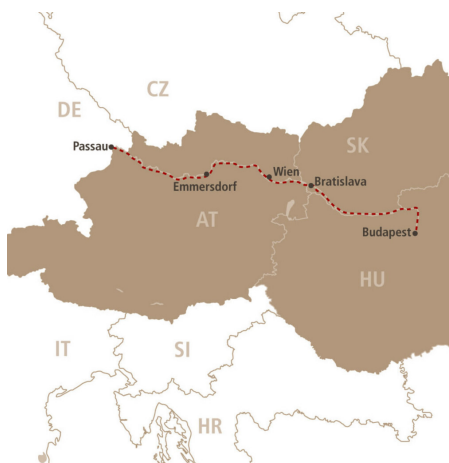 CZ
DE
Passau
SK
Wien
Emmersdorf
Bratislava
AT
Budapest
HU
IT
SI
HR